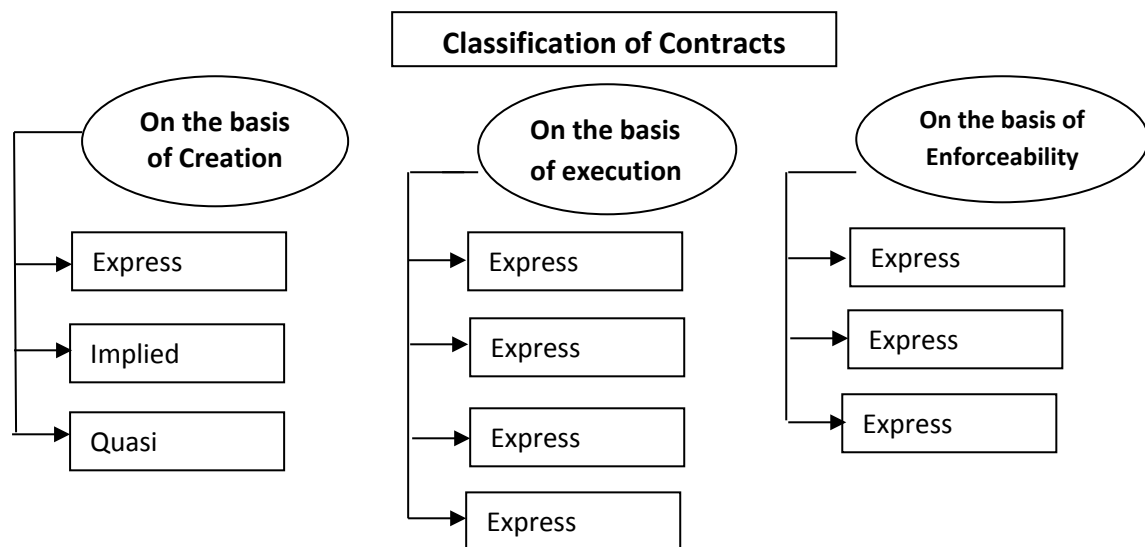 Classification of Contracts
On the basis
of Creation
Express
Implied
Quasi
On the basis
of execution
Express
Express
Express
Express
On the basis of
Enforceability
Express
Express
Express